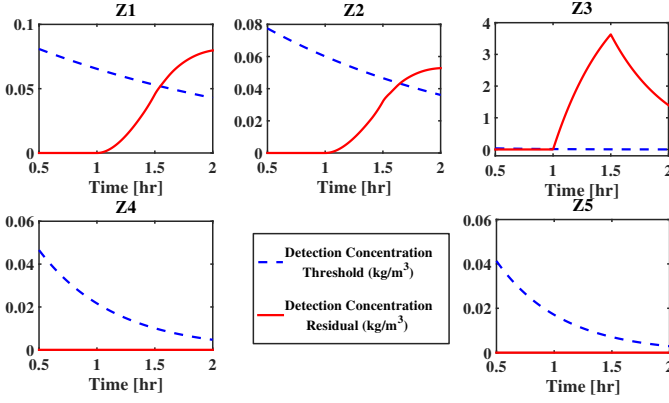 Z1
0.1
0.05
0
0.5 1 1.5 2
Time [hr]
Z2
0.08
0.06
0.04
0.02
0
0.5 1 1.5 2
Time [hr]
Z3
4
3
2
1
0
0.5 1 1.5 2
Time [hr]
Z4
0.06
0.04
0.02
0
0.5 1 1.5 2
Time [hr]
Detection Concentration
Threshold (kg/m³)
Detection Concentration
Residual (kg/m³)
Z5
0.06
0.04
0.02
0
0.5 1 1.5 2
Time [hr]